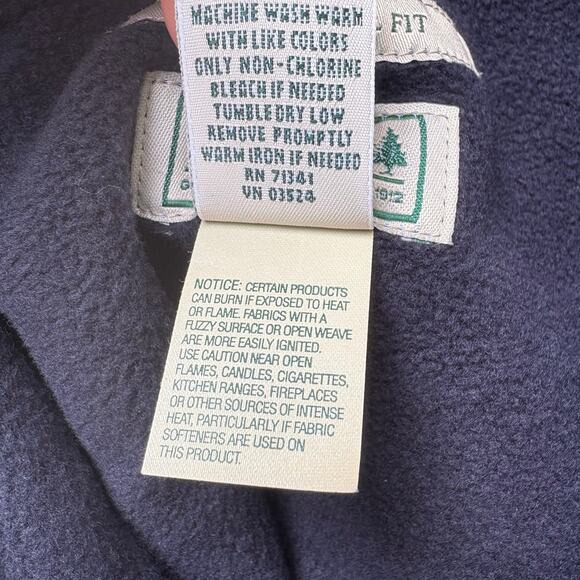 FIT
MACHINE WASH WARM
WITH LIKE COLORS
ONLY NON-CHLORINE
BLEACH IF NEEDED
TUMBLE DRY LOW
REMOVE PROMPTLY
WARM IRON IF NEEDED
RN 71341
VN 03524
1912
NOTICE: CERTAIN PRODUCTS
CAN BURN IF EXPOSED TO HEAT
OR FLAME. FABRICS WITH A
FUZZY SURFACE OR OPEN WEAVE
ARE MORE EASILY IGNITED.
USE CAUTION NEAR OPEN
FLAMES, CANDLES, CIGARETTES,
KITCHEN RANGES, FIREPLACES
OR OTHER SOURCES OF INTENSE
HEAT, PARTICULARLY IF FABRIC
SOFTENERS ARE USED ON
THIS PRODUCT.